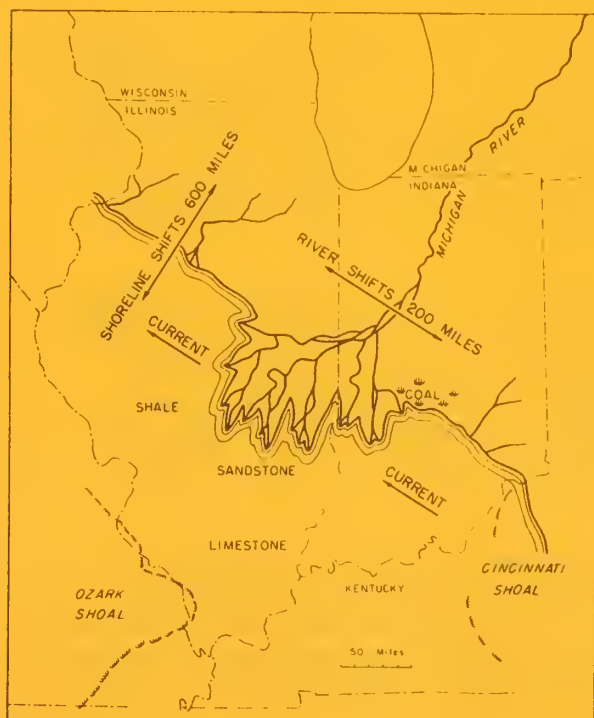 WISCONSIN
ILLINOIS
MICHIGAN
INDIANA
MICHIGAN RIVER
SHORELINE SHIFTS 600 MILES
RIVER SHIFTS 200 MILES
CURRENT
COAL
SHALE
SANDSTONE
CURRENT
LIMESTONE
OZARK
SHOAL
KENTUCKY
CINCINNATI
SHOAL
50 Miles